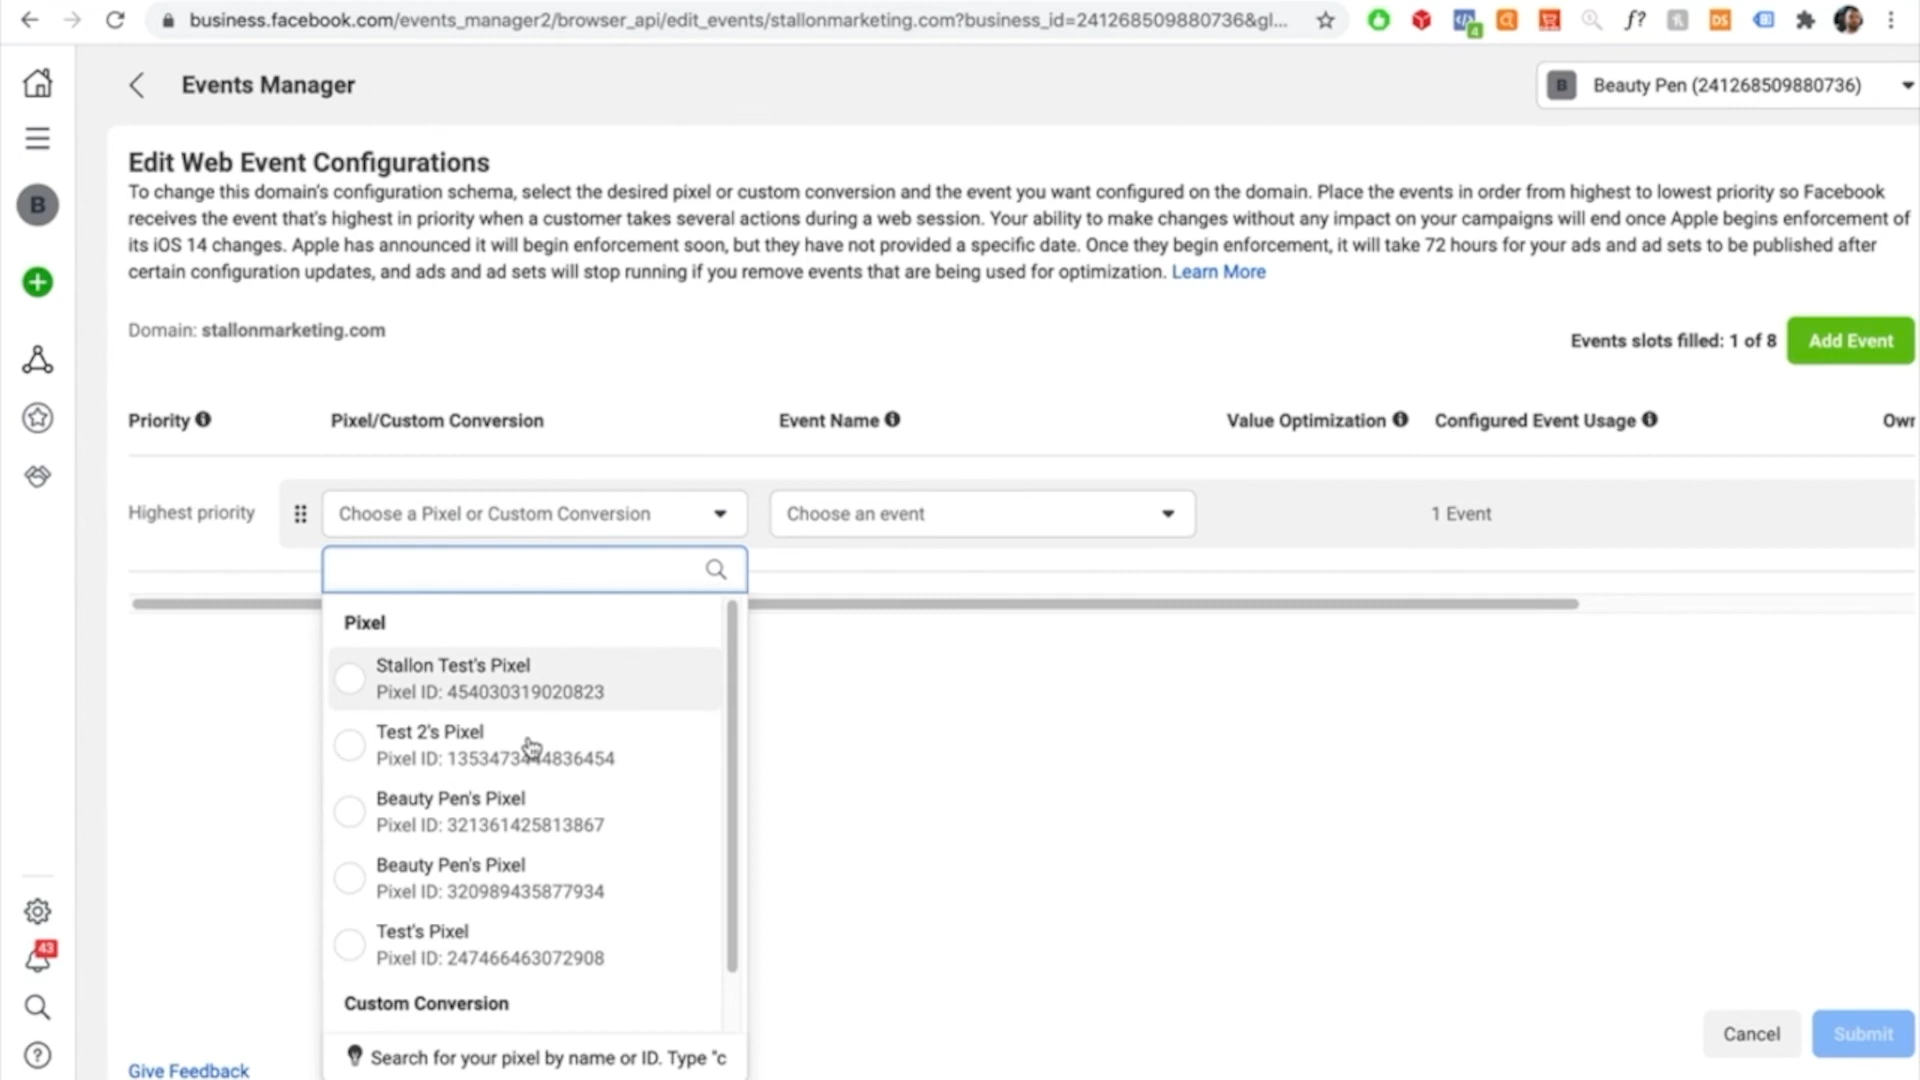 business.facebook.com/events_manager2/browser_api/edit_events/stallonmarketing.com?business_id=241268509880736&gl...
4
f?
DS
Events Manager
B
Beauty Pen (241268509880736)
B
Edit Web Event Configurations
To change this domain's configuration schema, select the desired pixel or custom conversion and the event you want configured on the domain. Place the events in order from highest to lowest priority so Facebook
receives the event that's highest in priority when a customer takes several actions during a web session. Your ability to make changes without any impact on your campaigns will end once Apple begins enforcement of
its iOS 14 changes. Apple has announced it will begin enforcement soon, but they have not provided a specific date. Once they begin enforcement, it will take 72 hours for your ads and ad sets to be published after
certain configuration updates, and ads and ad sets will stop running if you remove events that are being used for optimization. Learn More
Domain: stallonmarketing.com
Events slots filled: 1 of 8
Add Event
Priority
Pixel/Custom Conversion
Event Name
Value Optimization
Configured Event Usage
Owr
Highest priority
Choose a Pixel or Custom Conversion
Choose an event
1 Event
Pixel
Stallon Test's Pixel
Pixel ID: 454030319020823
Test 2's Pixel
Pixel ID:
Beauty Pen's Pixel
Pixel ID: 321361425813867
Beauty Pen's Pixel
Pixel ID: 320989435877934
Test's Pixel
Pixel ID: 247466463072908
Custom Conversion
Search for your pixel by name or ID. Type "c
43
Cancel
Submit
Give Feedback